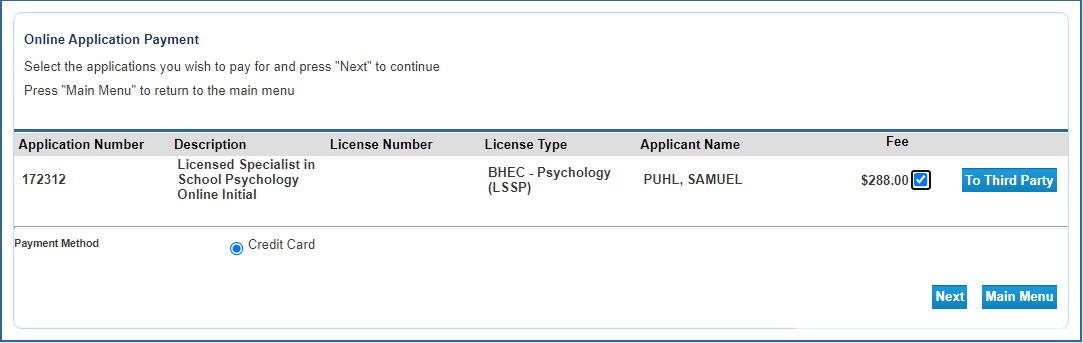 Online Application Payment
Select the applications you wish to pay for and press "Next" to continue
Press "Main Menu" to return to the main menu
Application Number Description License Number License Type Applicant Name Fee
172312 Licensed Specialist in School Psychology Online Initial BHEC - Psychology (LSSP) PUHL, SAMUEL $288.00 To Third Party
Payment Method Credit Card
Next Main Menu